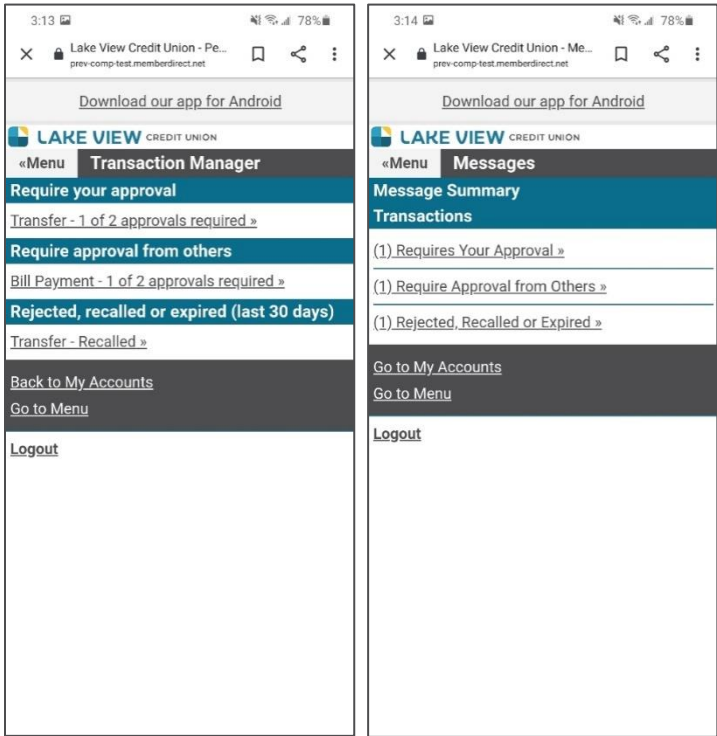 3:13 78%
Lake View Credit Union - Pe...
prev-comp-test.memberdirect.net
Download our app for Android
LAKE VIEW CREDIT UNION
«Menu Transaction Manager
Require your approval
Transfer - 1 of 2 approvals required »
Require approval from others
Bill Payment - 1 of 2 approvals required »
Rejected, recalled or expired (last 30 days)
Transfer - Recalled »
Back to My Accounts
Go to Menu
Logout
3:14 78%
Lake View Credit Union - Me...
prev-comp-test.memberdirect.net
Download our app for Android
LAKE VIEW CREDIT UNION
«Menu Messages
Message Summary
Transactions
(1) Requires Your Approval »
(1) Require Approval from Others »
(1) Rejected, Recalled or Expired »
Go to My Accounts
Go to Menu
Logout